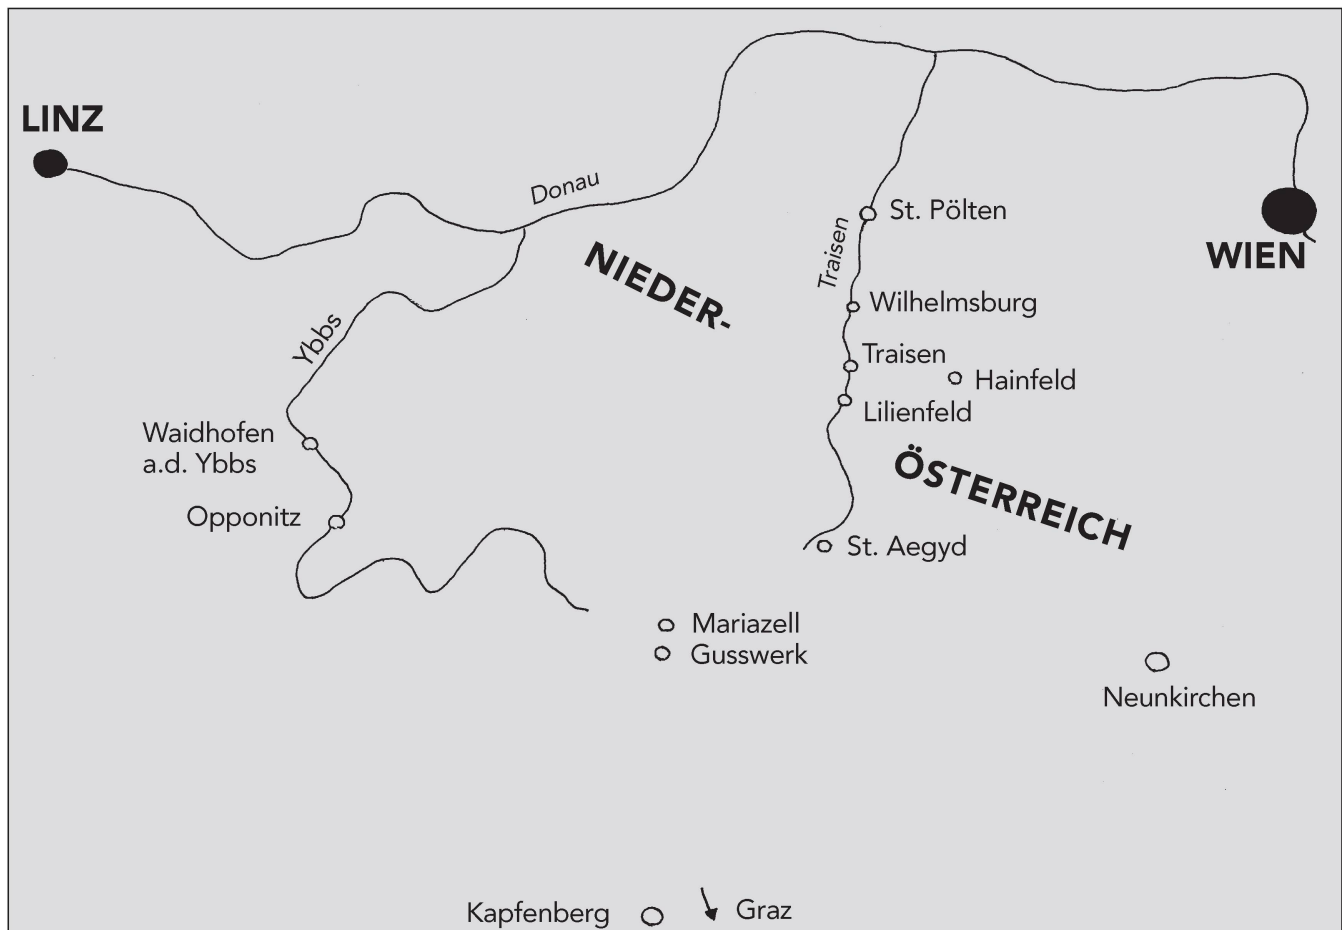 LINZ
Donau
St. Pölten
WIEN
NIEDER-
Traisen
Wilhelmsburg
Ybbs
Traisen
Hainfeld
Lilienfeld
Waidhofen
a.d. Ybbs
ÖSTERREICH
Opponitz
St. Aegyd
Mariazell
Gusswerk
Neunkirchen
Kapfenberg
Graz